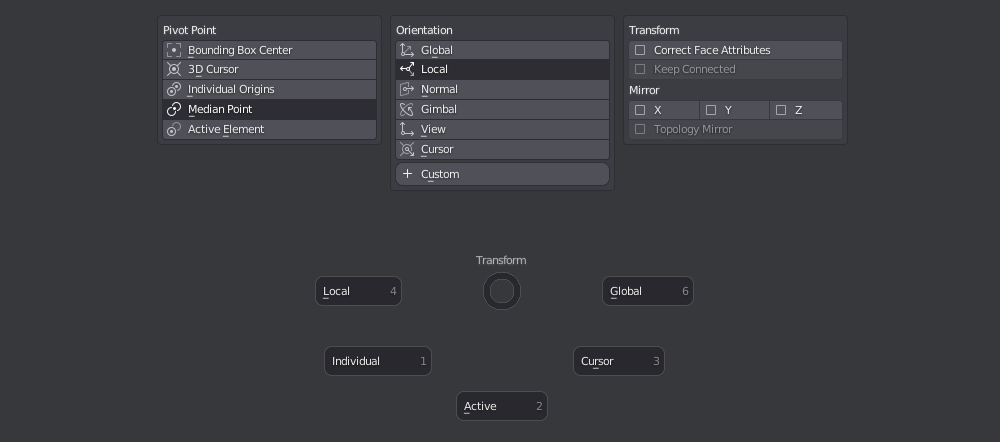 Pivot Point
Bounding Box Center
3D Cursor
Individual Origins
Median Point
Active Element
Orientation
Global
Local
Normal
Gimbal
View
Cursor
Custom
Transform
Correct Face Attributes
Keep Connected
Mirror
X Y Z
Topology Mirror
Transform
Local 4
Global 6
Individual 1
Cursor 3
Active 2